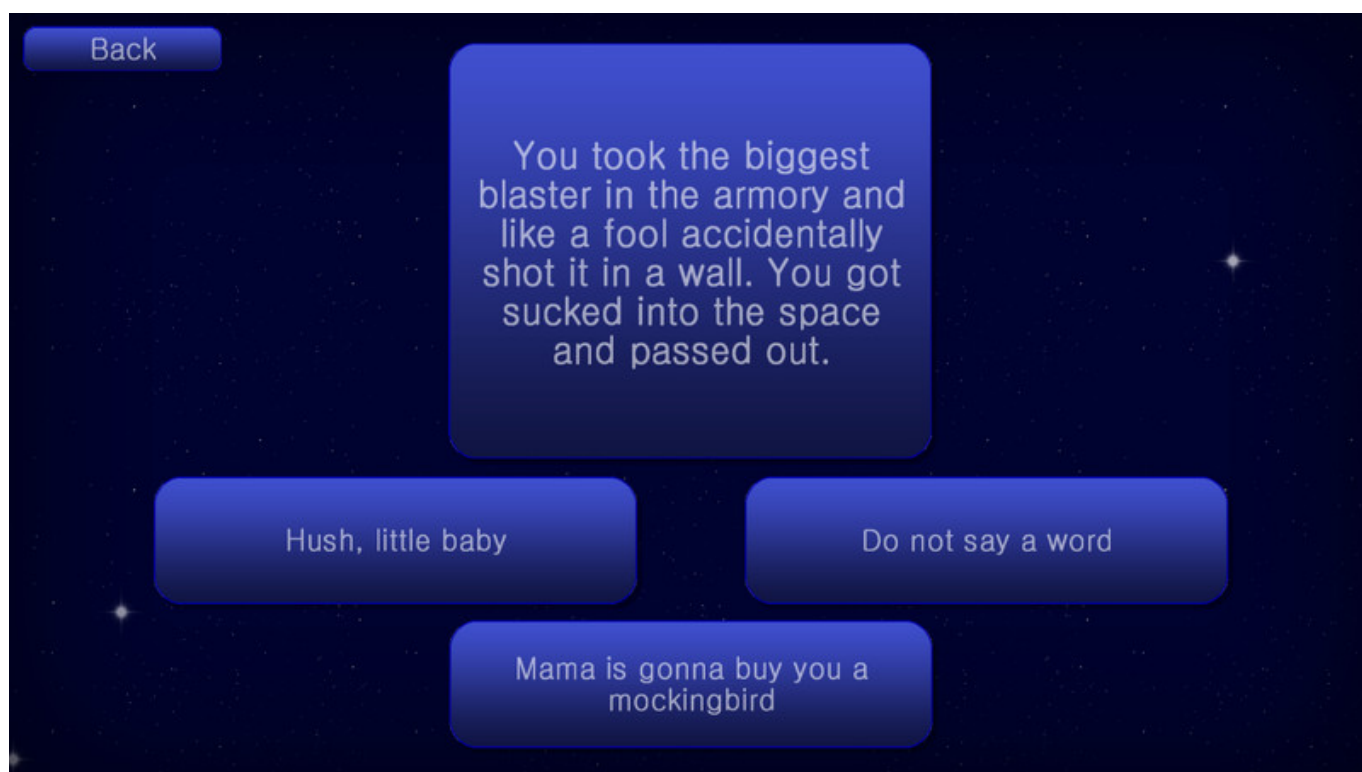 Back
You took the biggest
blaster in the armory and
like a fool accidentally
shot it in a wall. You got
sucked into the space
and passed out.
Hush, little baby
Do not say a word
Mama is gonna buy you a
mockingbird